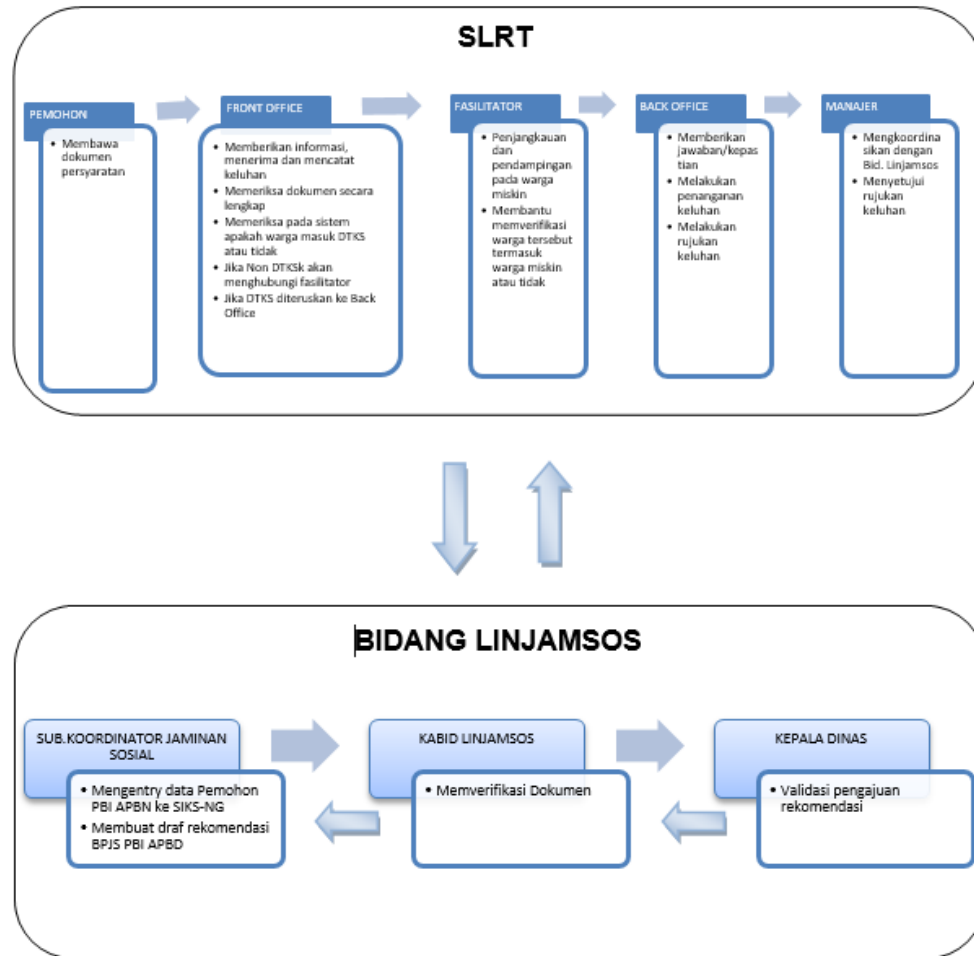 SLRT
PEMOHON
• Membawa
dokumen
persyaratan
FRONT OFFICE
• Memberikan informasi,
menerima dan mencatat
keluhan
• Memeriksa dokumen secara
lengkap
• Memeriksa pada sistem
apakah warga masuk DTKS
atau tidak
• Jika Non DTKSk akan
menghubungi fasilitator
• Jika DTKS diteruskan ke Back
Office
FASILITATOR
• Penjangkauan
dan
pendampingan
pada warga
miskin
• Membantu
memverifikasi
warga tersebut
termasuk
warga miskin
atau tidak
BACK OFFICE
• Memberikan
jawaban/kepas
tian
• Melakukan
penanganan
keluhan
• Melakukan
rujukan
keluhan
MANAJER
• Mengkoordina
sikan dengan
Bid. Linjamsos
• Menyetujui
rujukan
keluhan
BIDANG LINJAMSOS
SUB.KOORDINATOR JAMINAN
SOSIAL
• Mengentry data Pemohon
PBI APBN ke SIKS-NG
• Membuat draf rekomendasi
BPJS PBI APBD
KABID LINJAMSOS
• Memverifikasi Dokumen
KEPALA DINAS
• Validasi pengajuan
rekomendasi